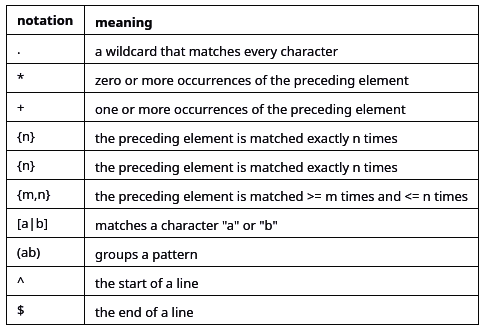 notation meaning
. a wildcard that matches every character
* zero or more occurrences of the preceding element
+ one or more occurrences of the preceding element
{n} the preceding element is matched exactly n times
{n} the preceding element is matched exactly n times
{m,n} the preceding element is matched >= m times and <= n times
[a|b] matches a character "a" or "b"
(ab) groups a pattern
^ the start of a line
$ the end of a line